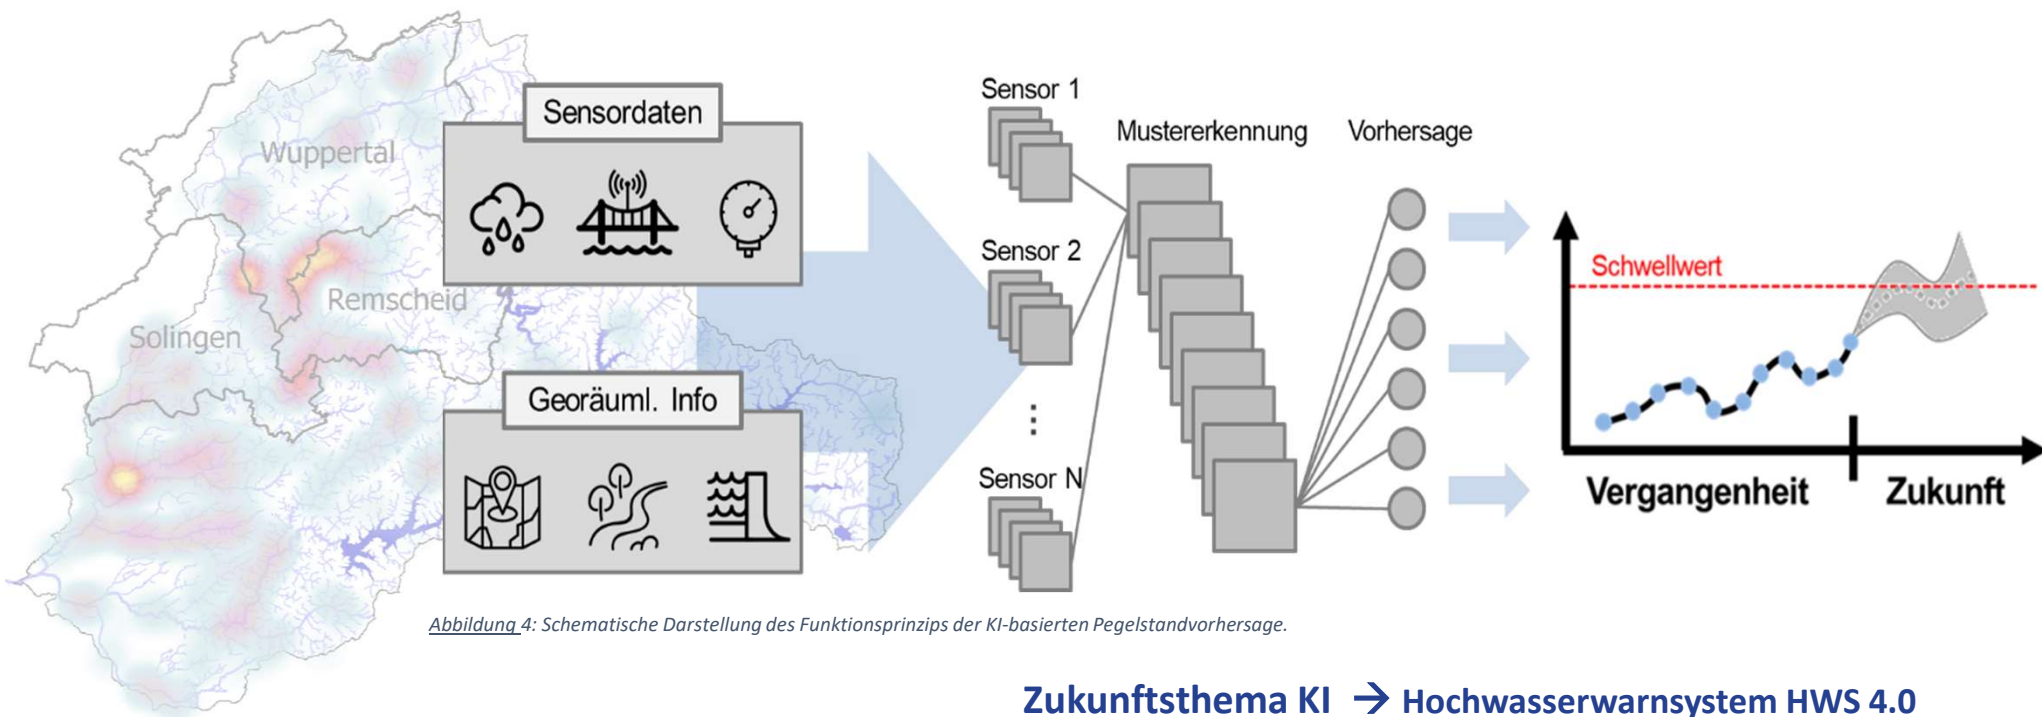 Wuppertal
Remscheid
Solingen
Sensordaten
Georäuml. Info
Sensor 1
Sensor 2
⋮
Sensor N
Mustererkennung
Vorhersage
Schwellwert
Vergangenheit
Zukunft
Abbildung 4: Schematische Darstellung des Funktionsprinzips der KI-basierten Pegelstandvorhersage.
Zukunftsthema KI → Hochwasserwarnsystem HWS 4.0